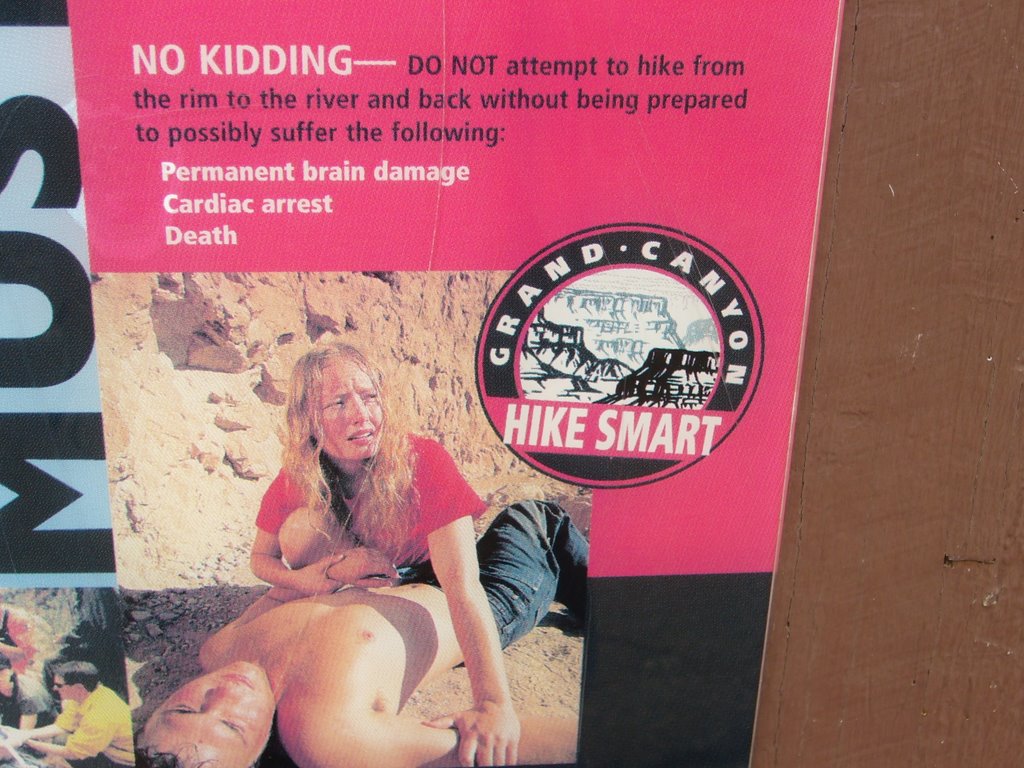 NO KIDDING— DO NOT attempt to hike from
the rim to the river and back without being prepared
to possibly suffer the following:
Permanent brain damage
Cardiac arrest
Death
GRAND · CANYON
HIKE SMART
MUS